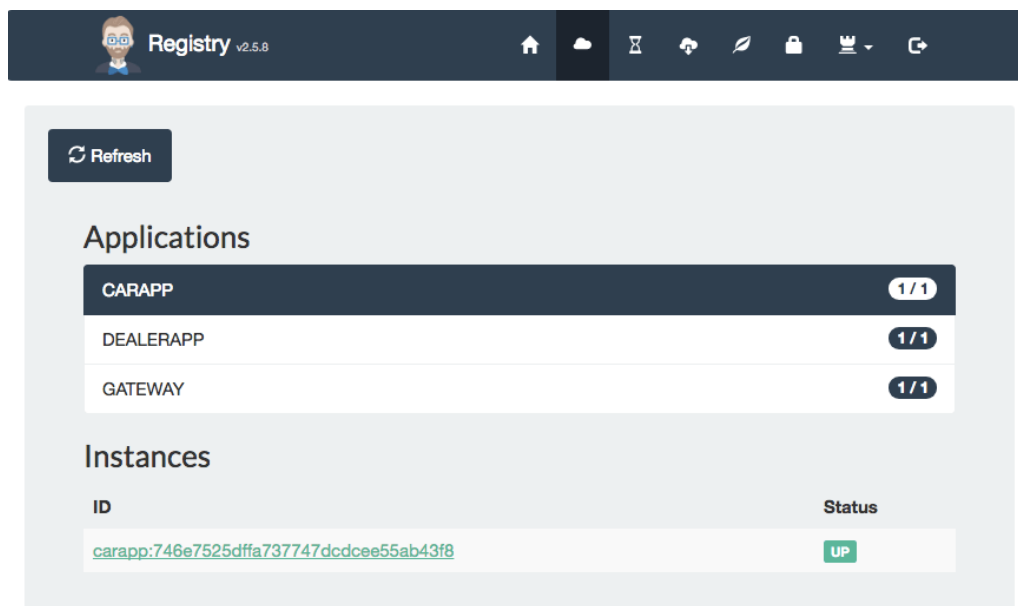 Registry v2.5.8
Refresh
Applications
CARAPP 1 / 1
DEALERAPP 1 / 1
GATEWAY 1 / 1
Instances
ID Status
carapp:746e7525dffa737747dcdcee55ab43f8 UP